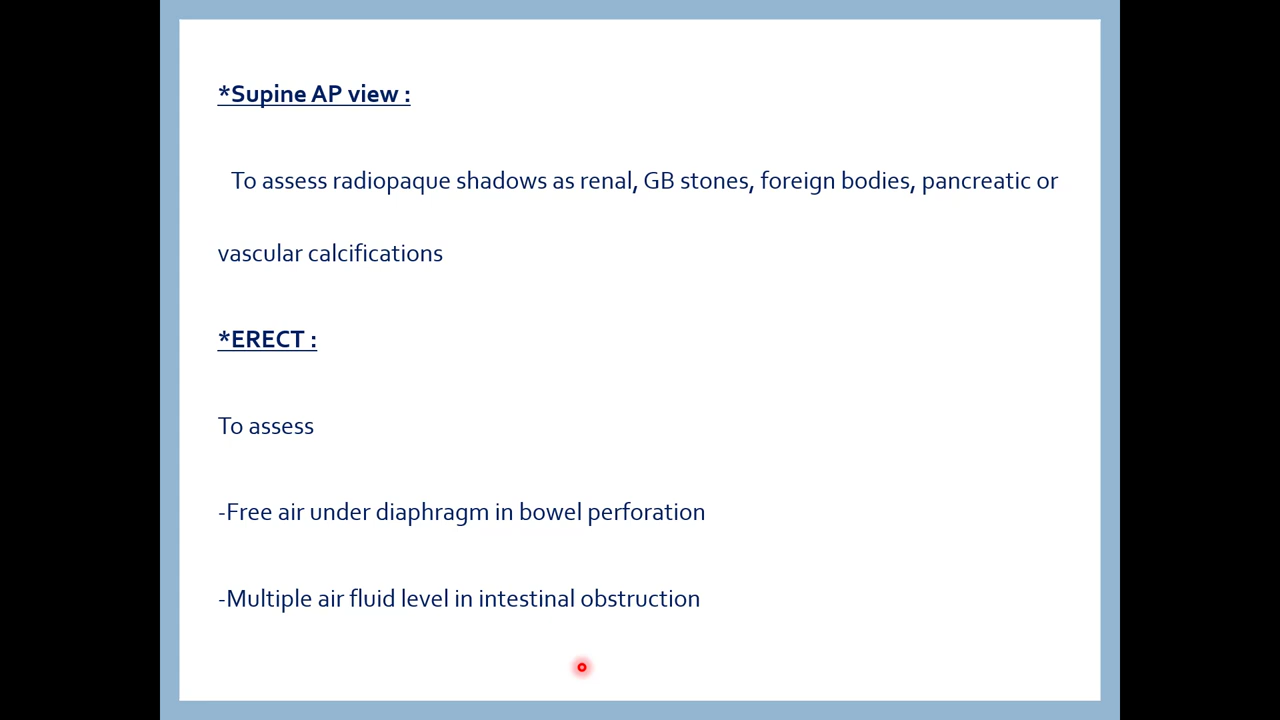 *Supine AP view :
To assess radiopaque shadows as renal, GB stones, foreign bodies, pancreatic or
vascular calcifications
*ERECT :
To assess
-Free air under diaphragm in bowel perforation
-Multiple air fluid level in intestinal obstruction